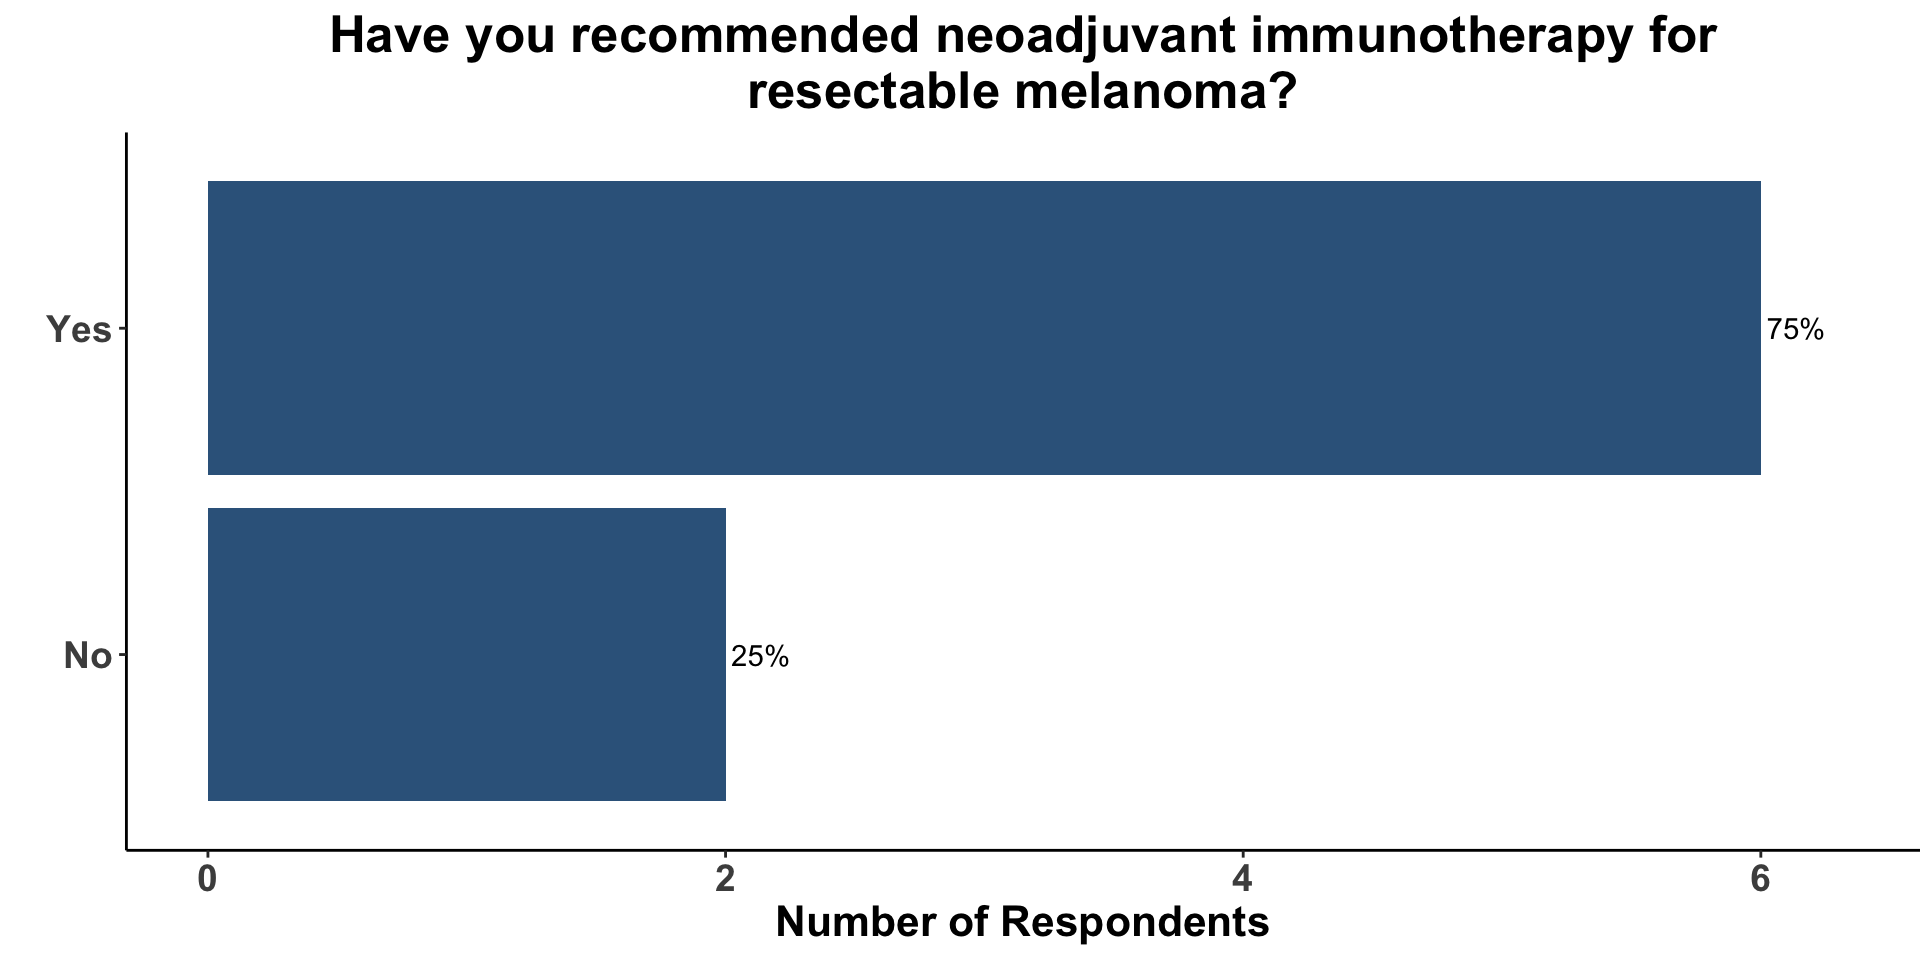 Have you recommended neoadjuvant immunotherapy for
resectable melanoma?
Yes
75%
No
25%
0 2 4 6
Number of Respondents